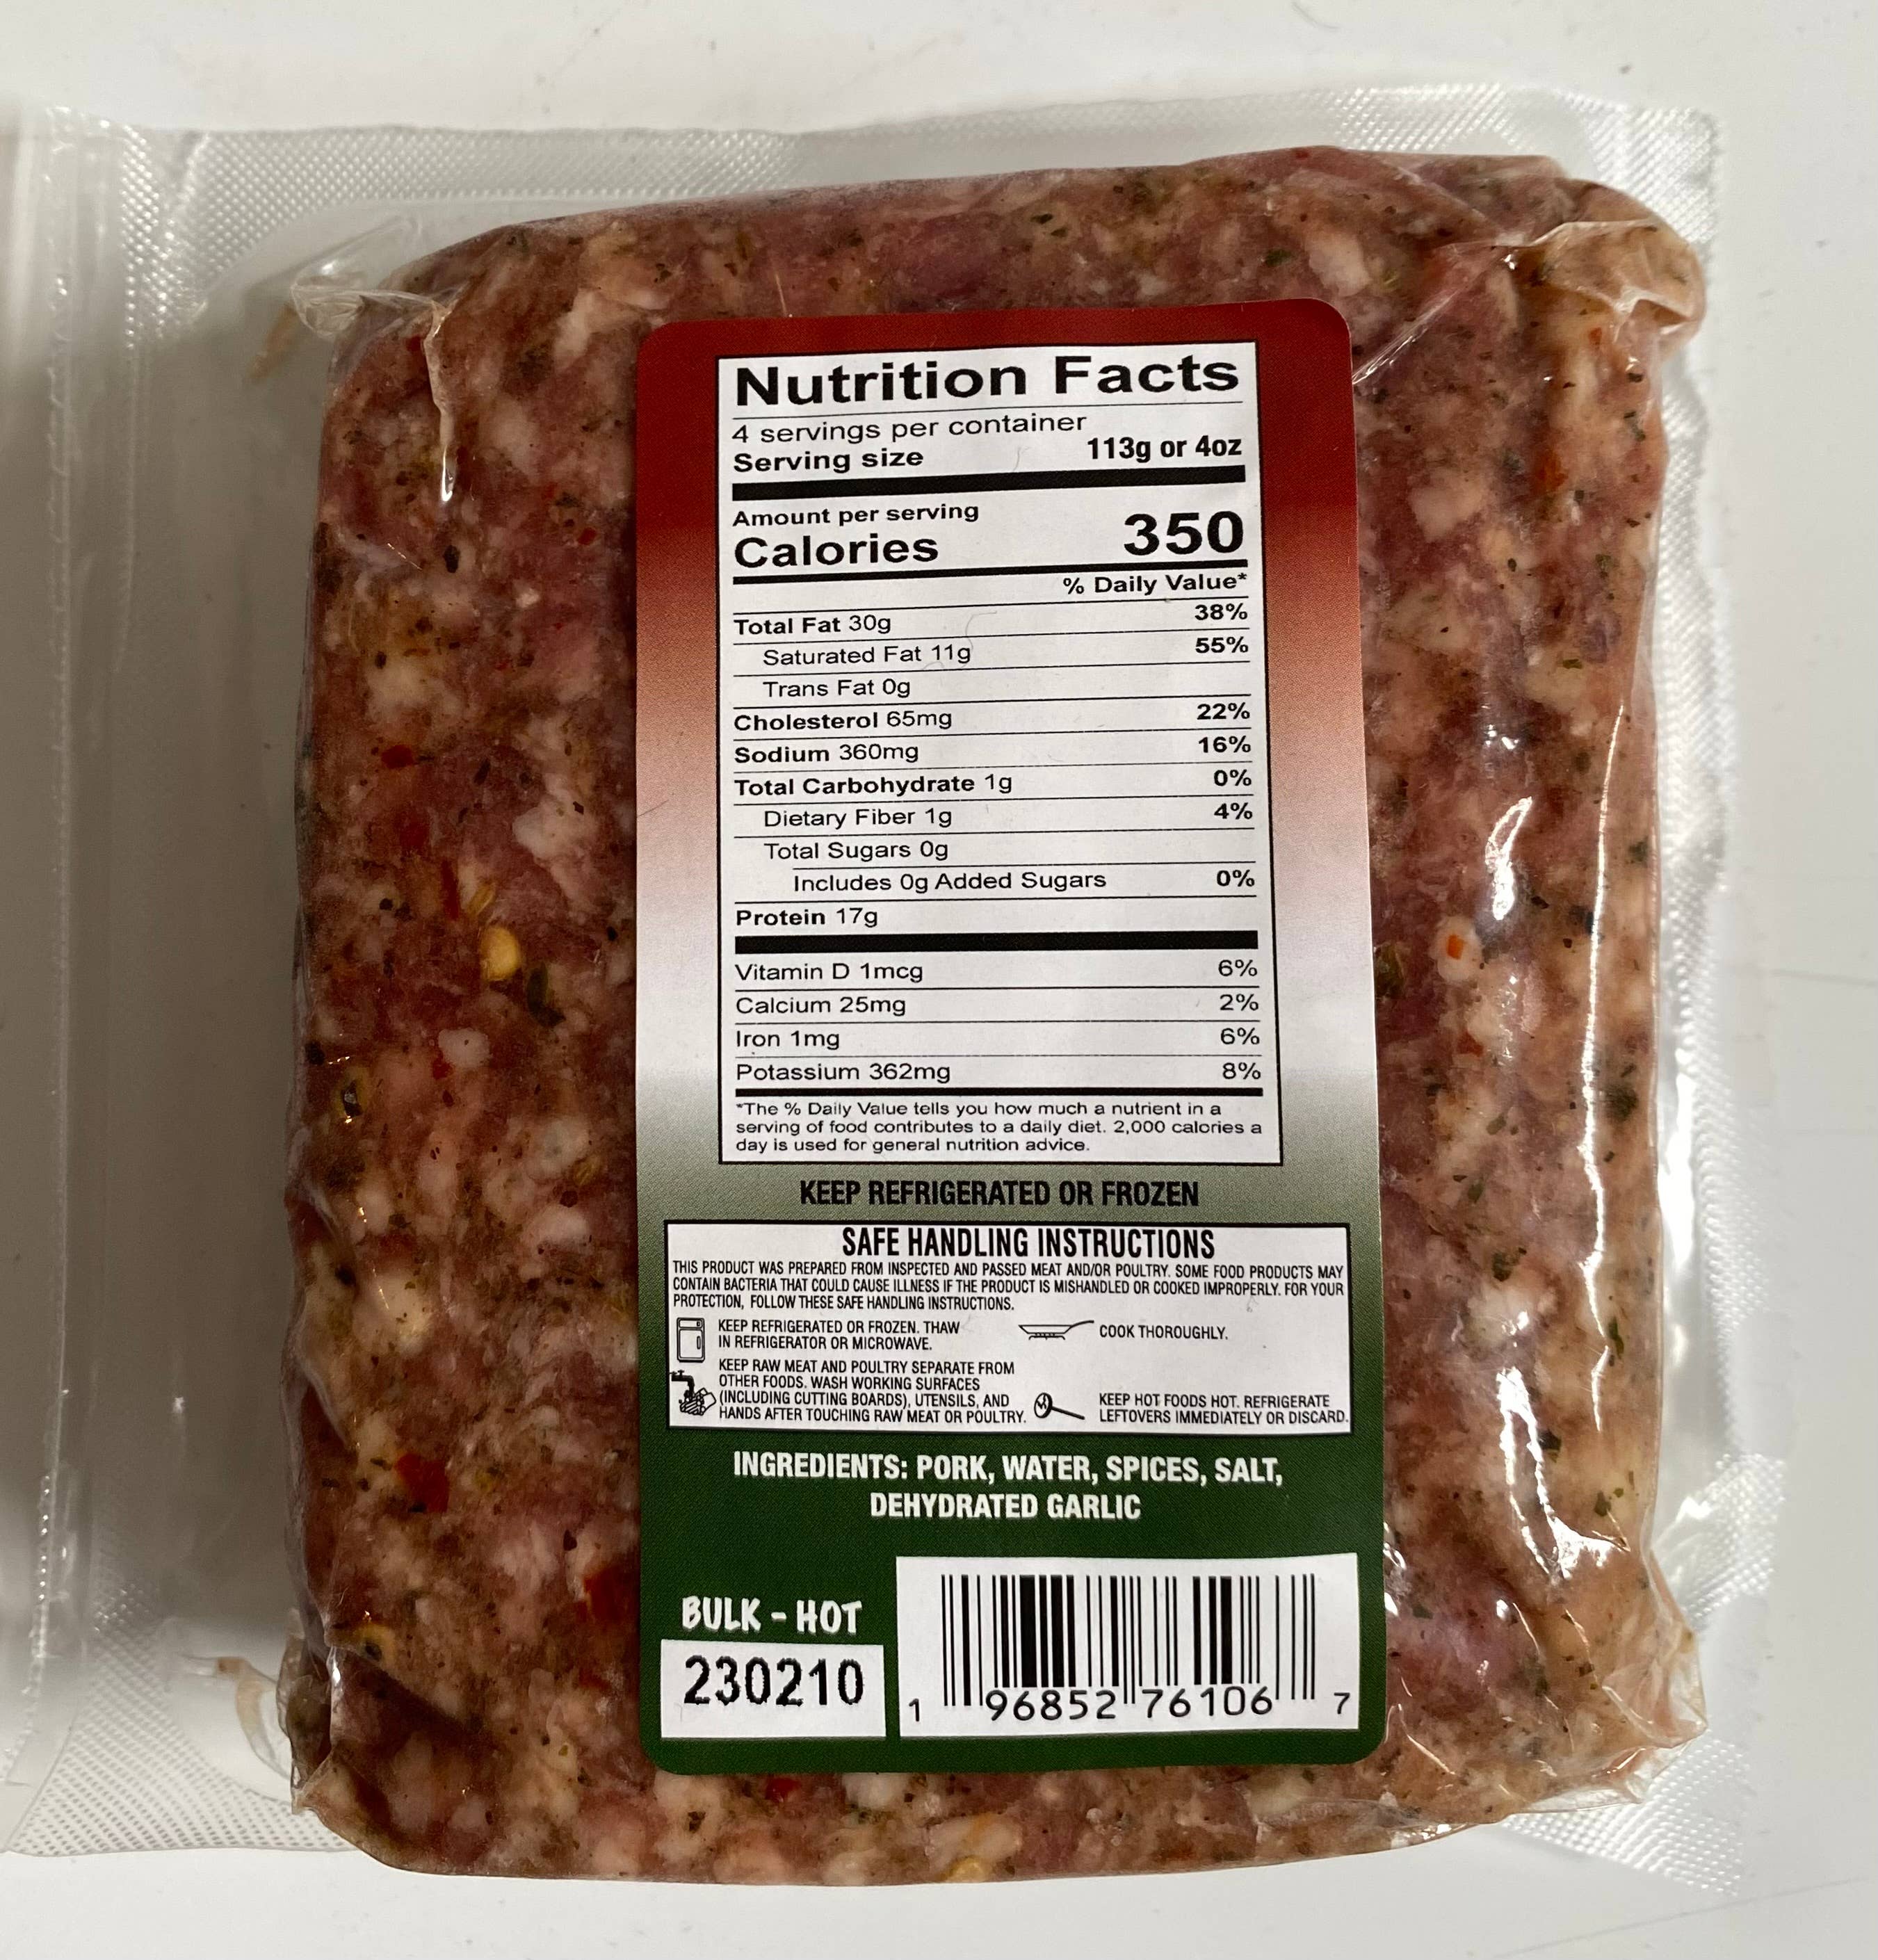 Nutrition Facts
4 servings per container
Serving size 113g or 4oz
Amount per serving
Calories 350
% Daily Value*
Total Fat 30g 38%
Saturated Fat 11g 55%
Trans Fat 0g
Cholesterol 65mg 22%
Sodium 360mg 16%
Total Carbohydrate 1g 0%
Dietary Fiber 1g 4%
Total Sugars 0g
Includes 0g Added Sugars 0%
Protein 17g
Vitamin D 1mcg 6%
Calcium 25mg 2%
Iron 1mg 6%
Potassium 362mg 8%
*The % Daily Value tells you how much a nutrient in a
serving of food contributes to a daily diet. 2,000 calories a
day is used for general nutrition advice.
KEEP REFRIGERATED OR FROZEN
SAFE HANDLING INSTRUCTIONS
THIS PRODUCT WAS PREPARED FROM INSPECTED AND PASSED MEAT AND/OR POULTRY. SOME FOOD PRODUCTS MAY
CONTAIN BACTERIA THAT COULD CAUSE ILLNESS IF THE PRODUCT IS MISHANDLED OR COOKED IMPROPERLY. FOR YOUR
PROTECTION, FOLLOW THESE SAFE HANDLING INSTRUCTIONS.
KEEP REFRIGERATED OR FROZEN. THAW
IN REFRIGERATOR OR MICROWAVE.
COOK THOROUGHLY.
KEEP RAW MEAT AND POULTRY SEPARATE FROM
OTHER FOODS. WASH WORKING SURFACES
(INCLUDING CUTTING BOARDS), UTENSILS, AND
HANDS AFTER TOUCHING RAW MEAT OR POULTRY.
KEEP HOT FOODS HOT. REFRIGERATE
LEFTOVERS IMMEDIATELY OR DISCARD.
INGREDIENTS: PORK, WATER, SPICES, SALT,
DEHYDRATED GARLIC
BULK - HOT
230210
1 96852 76106 7